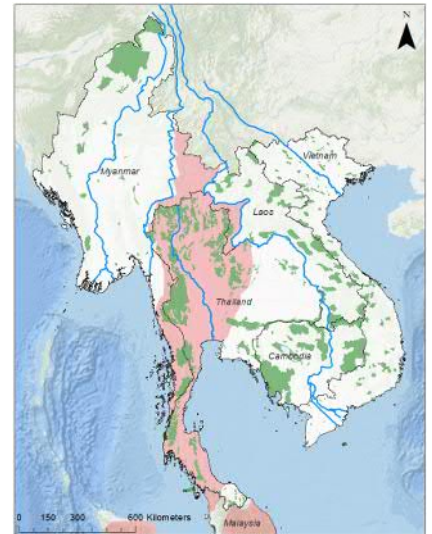 N
Myanmar
Vietnam
Laos
Thailand
Cambodia
0 150 300 600 Kilometers
Malaysia